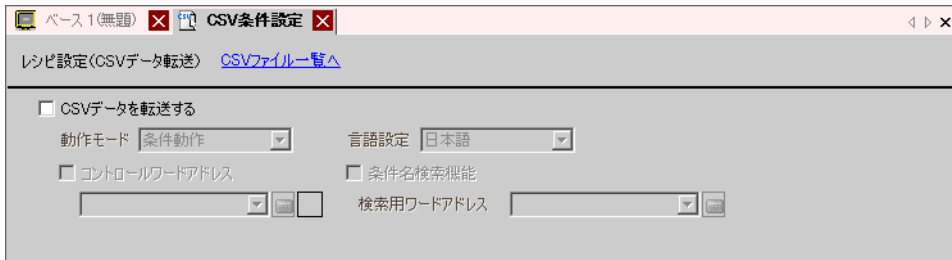 ベース 1(無題) CSV条件設定
レシピ設定(CSVデータ転送) CSVファイル一覧へ
CSVデータを転送する
動作モード 条件動作 言語設定 日本語
コントロールワードアドレス 条件名検索機能
検索用ワードアドレス